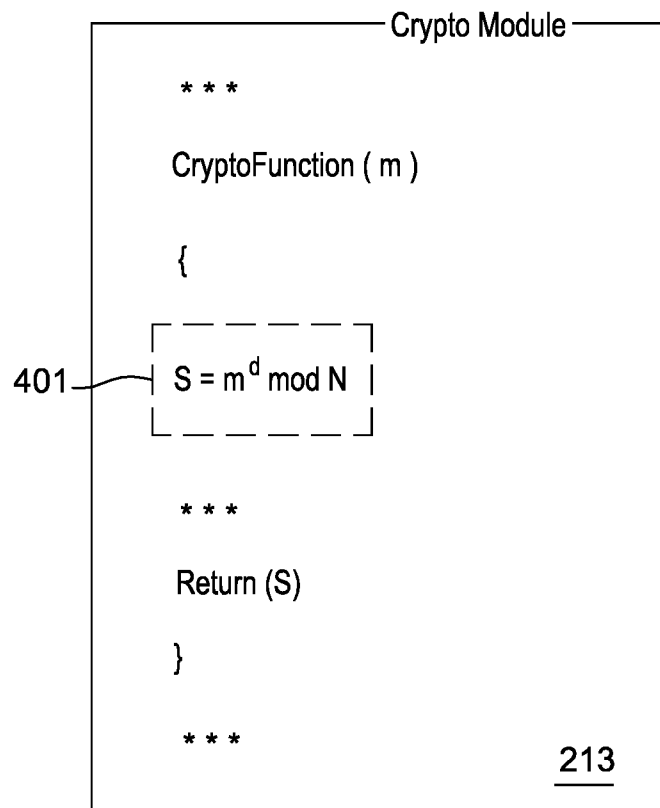 Crypto Module
* * *
CryptoFunction ( m )
{
401 S = m^d mod N
* * *
Return (S)
}
* * *
213